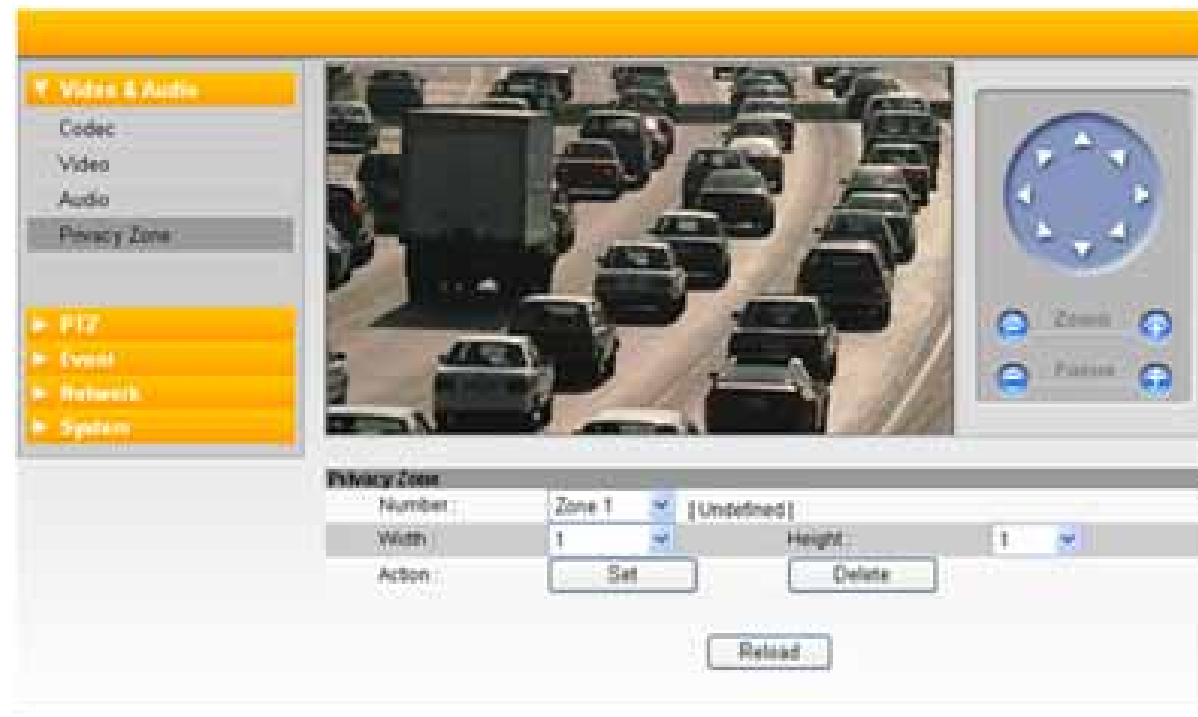 Video & Audio
Codec
Video
Audio
Privacy Zone
PTZ
Event
Network
System
Zoom
Focus
Privacy Zone
Number : Zone 1 [Undefined]
Width : 1 Height : 1
Action : Set Delete
Reload